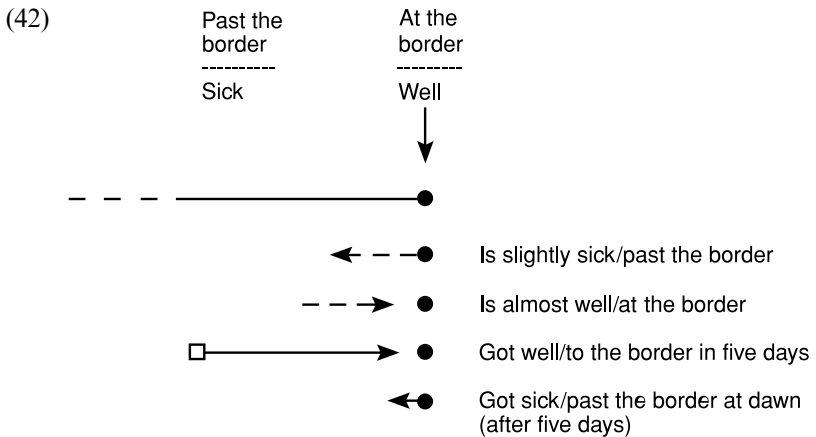 (42)
Past the
border
At the
border
Sick
Well
Is slightly sick/past the border
Is almost well/at the border
Got well/to the border in five days
Got sick/past the border at dawn
(after five days)